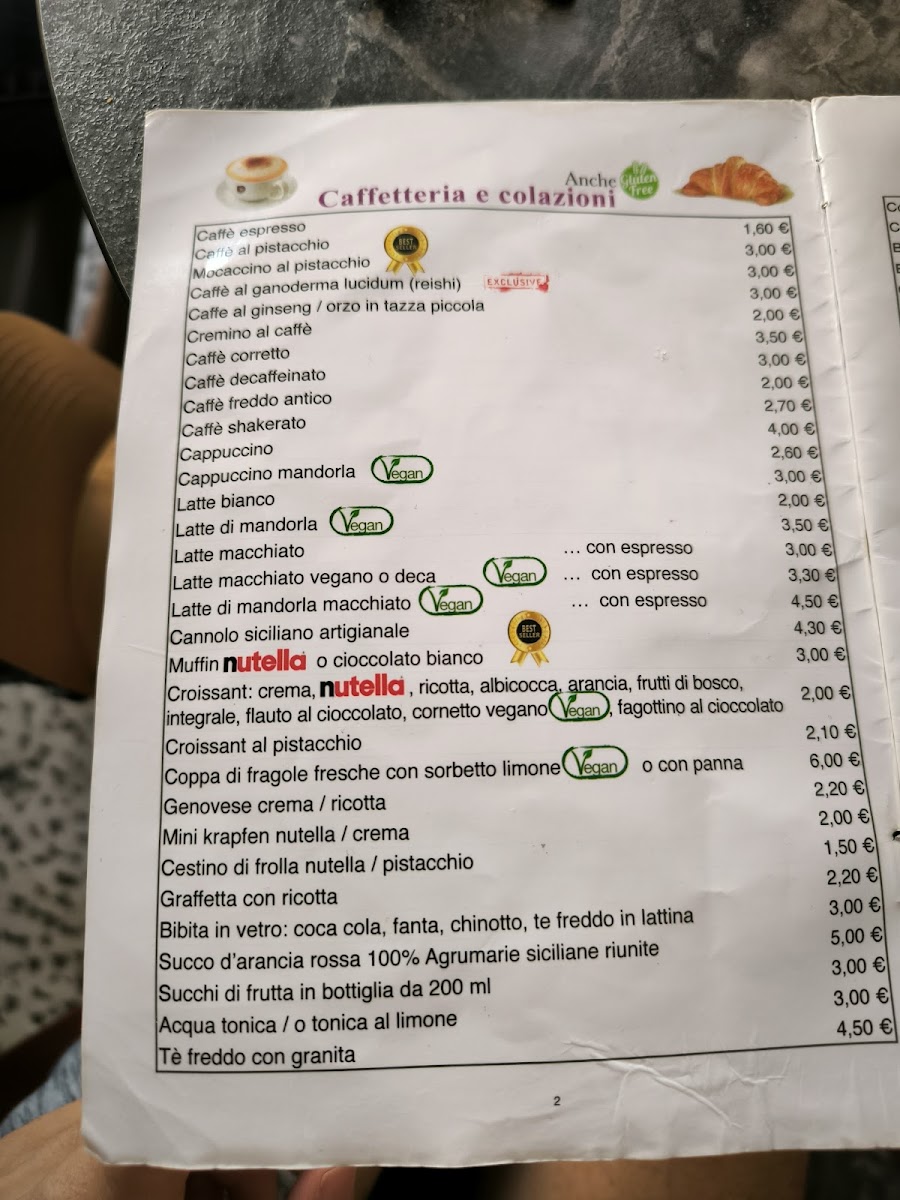 Anche
Gluten
Free
Caffetteria e colazioni
Caffè espresso 1,60 €
Caffè al pistacchio 3,00 €
BEST SELLER
Mocaccino al pistacchio 3,00 €
Caffè al ganoderma lucidum (reishi) EXCLUSIVE 3,00 €
Caffe al ginseng / orzo in tazza piccola 2,00 €
Cremino al caffè 3,50 €
Caffè corretto 3,00 €
Caffè decaffeinato 2,00 €
Caffè freddo antico 2,70 €
Caffè shakerato 4,00 €
Cappuccino 2,60 €
Cappuccino mandorla Vegan 3,00 €
Latte bianco 2,00 €
Latte di mandorla Vegan 3,50 €
Latte macchiato ... con espresso 3,00 €
Latte macchiato vegano o deca Vegan ... con espresso 3,30 €
Latte di mandorla macchiato Vegan ... con espresso 4,50 €
Cannolo siciliano artigianale BEST SELLER 4,30 €
Muffin nutella o cioccolato bianco 3,00 €
Croissant: crema, nutella, ricotta, albicocca, arancia, frutti di bosco,
integrale, flauto al cioccolato, cornetto vegano Vegan, fagottino al cioccolato 2,00 €
Croissant al pistacchio 2,10 €
Coppa di fragole fresche con sorbetto limone Vegan o con panna 6,00 €
Genovese crema / ricotta 2,20 €
Mini krapfen nutella / crema 2,00 €
Cestino di frolla nutella / pistacchio 1,50 €
Graffetta con ricotta 2,20 €
Bibita in vetro: coca cola, fanta, chinotto, te freddo in lattina 3,00 €
Succo d'arancia rossa 100% Agrumarie siciliane riunite 5,00 €
Succhi di frutta in bottiglia da 200 ml 3,00 €
Acqua tonica / o tonica al limone 3,00 €
Tè freddo con granita 4,50 €
2